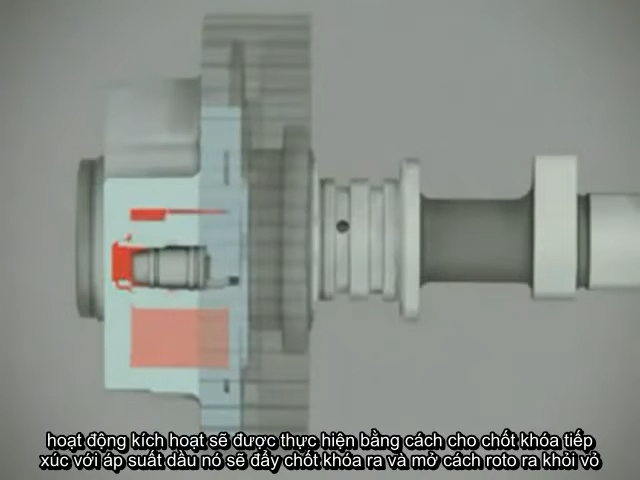 hoạt động kích hoạt sẽ được thực hiện bằng cách cho chốt khóa tiếp
xúc với áp suất dầu nó sẽ đẩy chốt khóa ra và mở cách roto ra khỏi vỏ